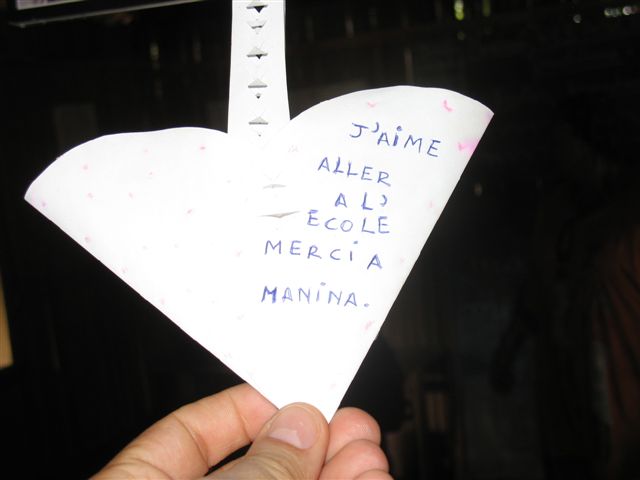 J'AIME
ALLER
A L'
ECOLE
MERCI A
MANINA.